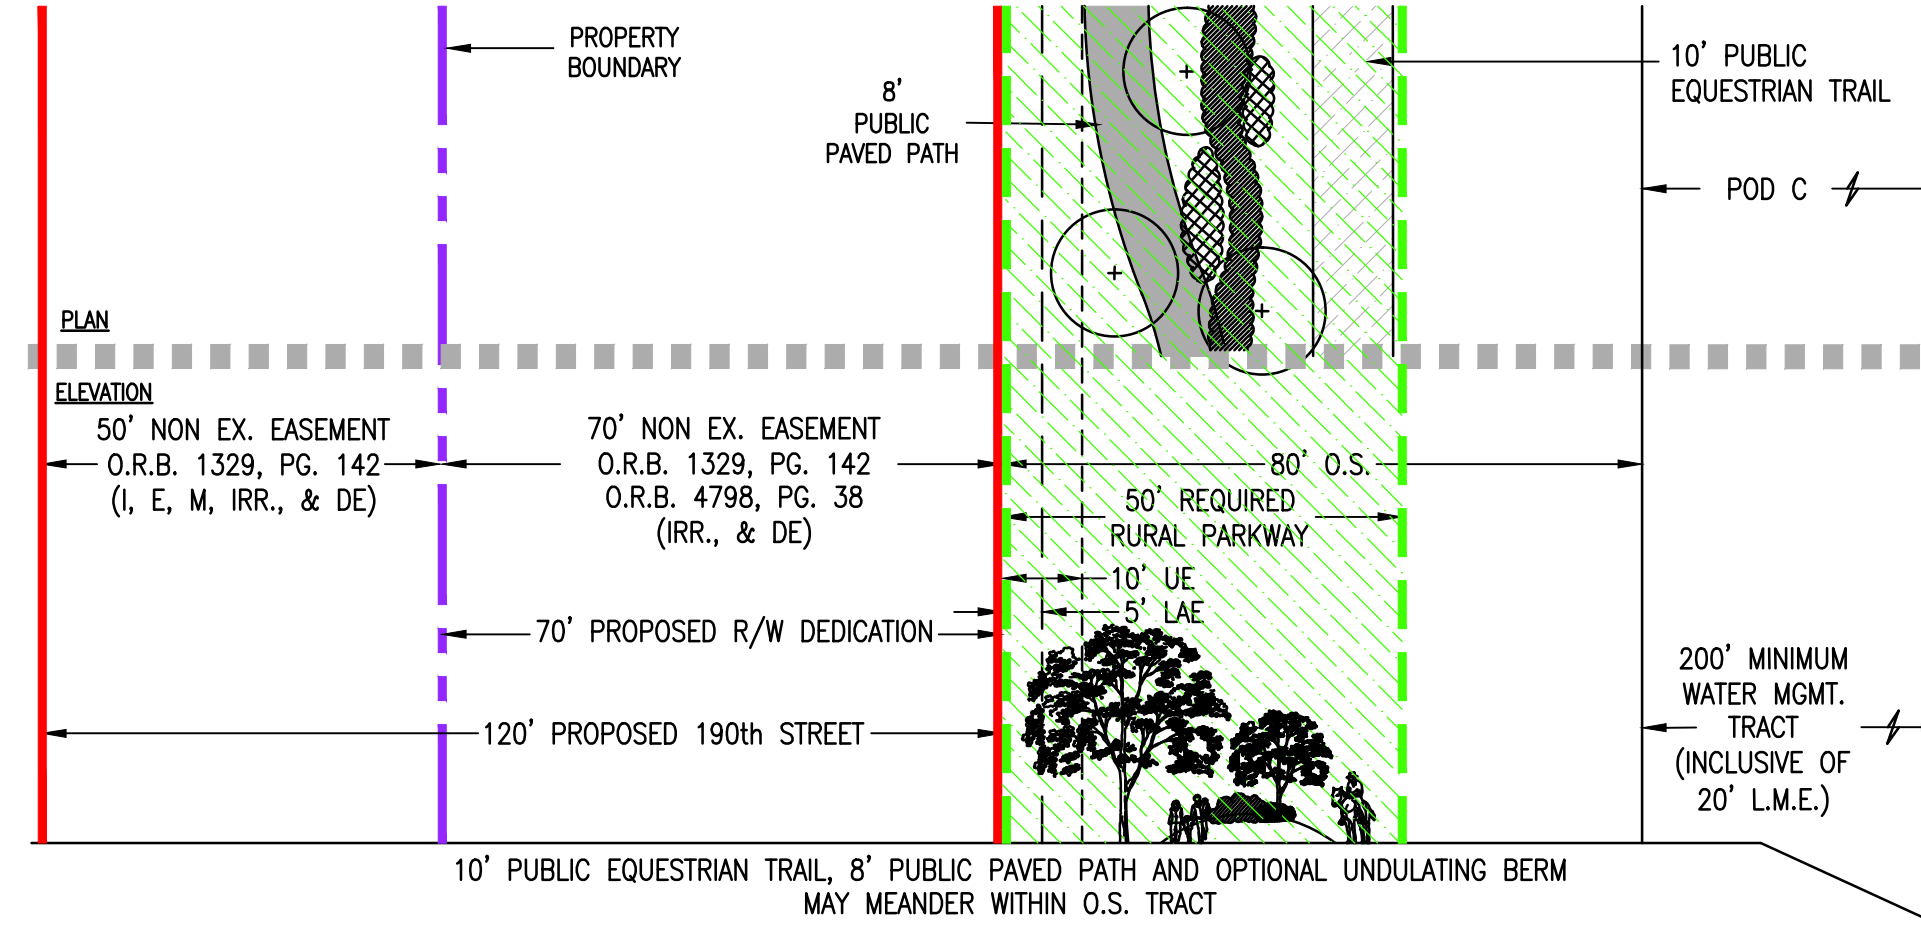 PROPERTY
BOUNDARY
8'
PUBLIC
PAVED PATH
10' PUBLIC
EQUESTRIAN TRAIL
POD C
PLAN
ELEVATION
50' NON EX. EASEMENT
O.R.B. 1329, PG. 142
(I, E, M, IRR., & DE)
70' NON EX. EASEMENT
O.R.B. 1329, PG. 142
O.R.B. 4798, PG. 38
(IRR., & DE)
80' O.S.
50' REQUIRED
RURAL PARKWAY
10' UE
5' LAE
70' PROPOSED R/W DEDICATION
120' PROPOSED 190th STREET
200' MINIMUM
WATER MGMT.
TRACT
(INCLUSIVE OF
20' L.M.E.)
10' PUBLIC EQUESTRIAN TRAIL, 8' PUBLIC PAVED PATH AND OPTIONAL UNDULATING BERM
MAY MEANDER WITHIN O.S. TRACT